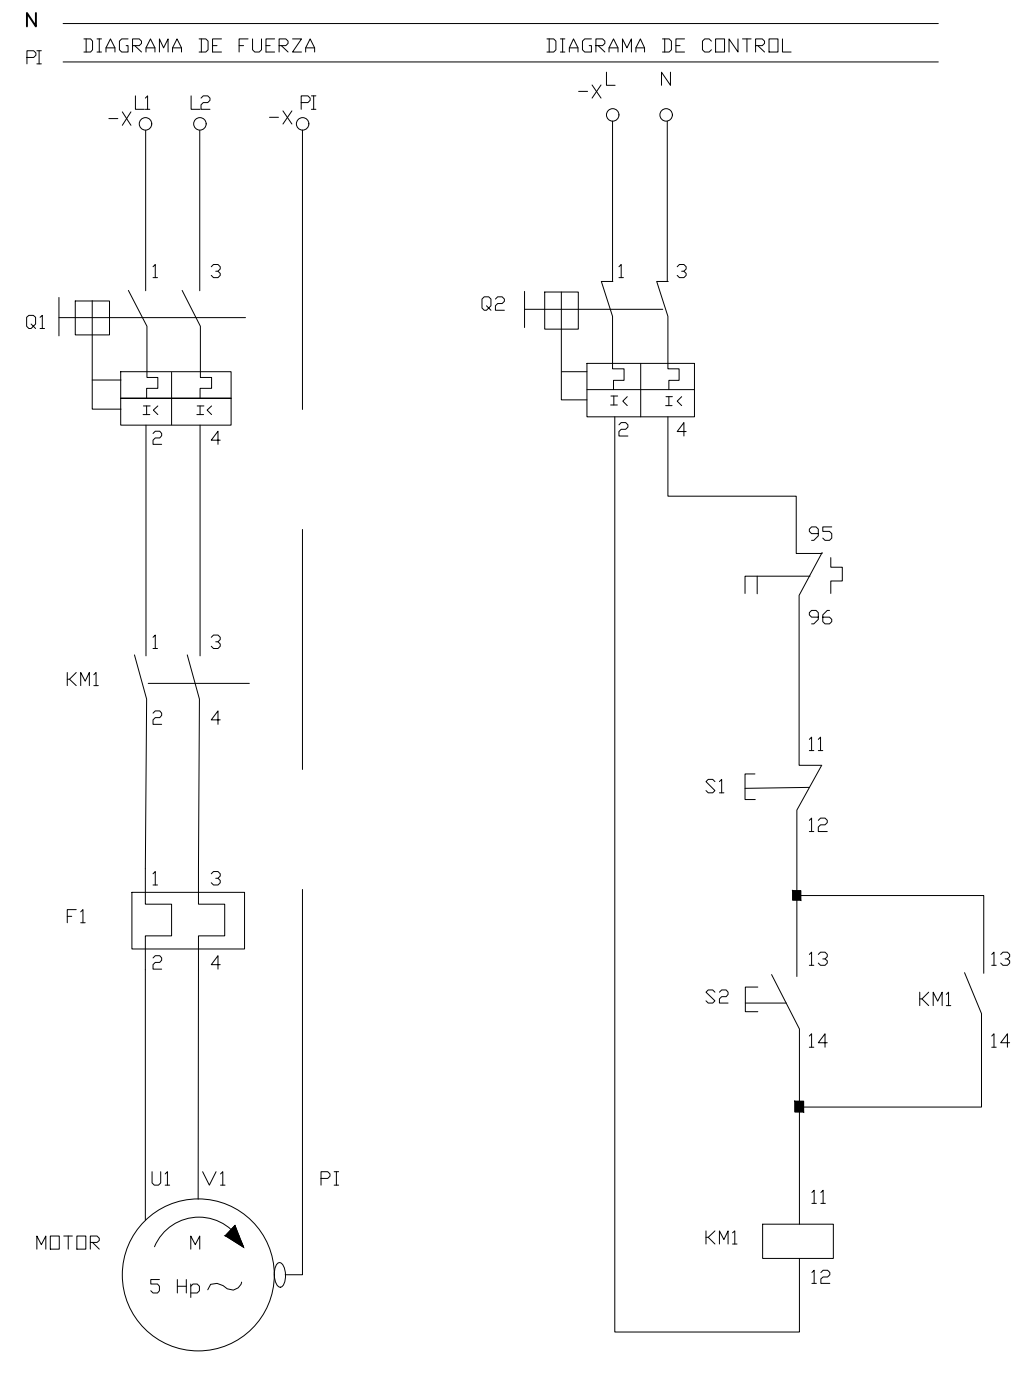 N
DIAGRAMA DE FUERZA DIAGRAMA DE CONTROL
PI
L1 L2 PI
-X -X
L N
-X
1 3
Q1
I< I<
2 4
1 3
KM1
2 4
1 3
F1
2 4
U1 V1 PI
MOTOR
M
5 Hp
1 3
Q2
I< I<
2 4
95
96
11
S1
12
13 13
S2 KM1
14 14
11
KM1
12